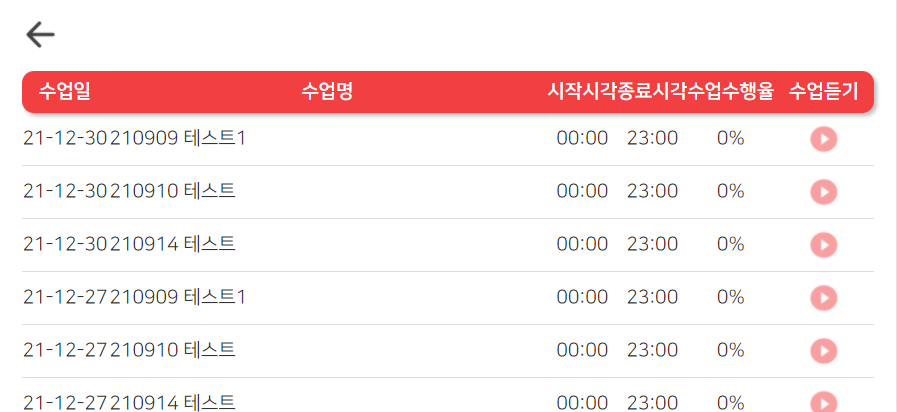 수업일 수업명 시작시각 종료시각 수업수행율 수업듣기
21-12-30 210909 테스트1 00:00 23:00 0%
21-12-30 210910 테스트 00:00 23:00 0%
21-12-30 210914 테스트 00:00 23:00 0%
21-12-27 210909 테스트1 00:00 23:00 0%
21-12-27 210910 테스트 00:00 23:00 0%
21-12-27 210914 테스트 00:00 23:00 0%